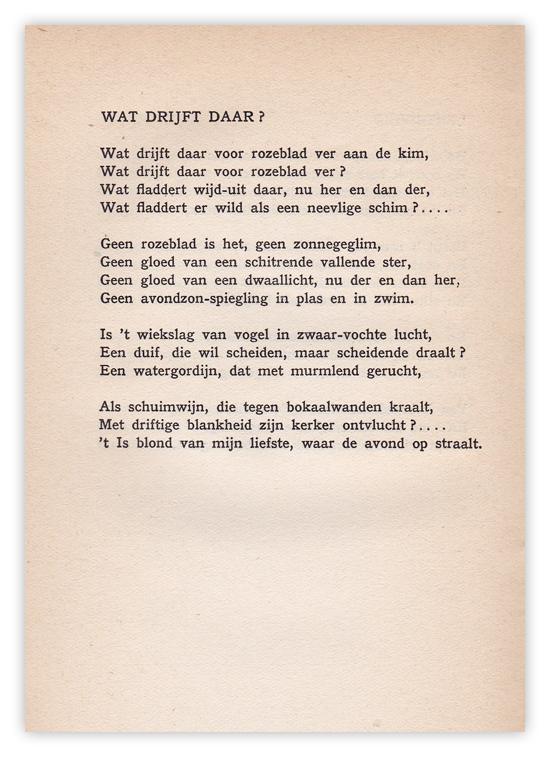 WAT DRIJFT DAAR?
Wat drijft daar voor rozeblad ver aan de kim,
Wat drijft daar voor rozeblad ver?
Wat fladdert wijd-uit daar, nu her en dan der,
Wat fladdert er wild als een neevlige schim?....
Geen rozeblad is het, geen zonnegeglim,
Geen gloed van een schitrende vallende ster,
Geen gloed van een dwaallicht, nu der en dan her,
Geen avondzon-spiegling in plas en in zwim.
Is 't wiekslag van vogel in zwaar-vochte lucht,
Een duif, die wil scheiden, maar scheidende draalt?
Een watergordijn, dat met murmlend gerucht,
Als schuimwijn, die tegen bokaalwanden kraalt,
Met driftige blankheid zijn kerker ontvlucht?....
't Is blond van mijn liefste, waar de avond op straalt.